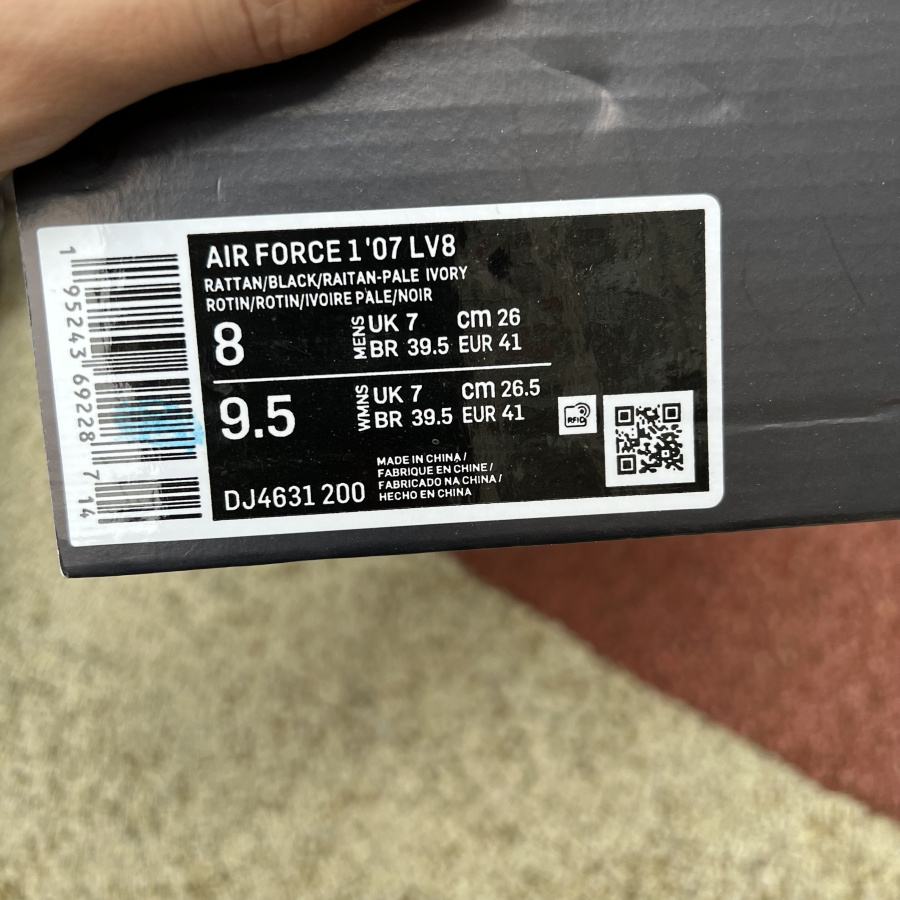 AIR FORCE 1 '07 LV8
RATTAN/BLACK/RAITAN-PALE IVORY
ROTIN/ROTIN/IVOIRE PÂLE/NOIR
8 MENS UK 7 cm 26
BR 39.5 EUR 41
9.5 WMNS UK 7 cm 26.5
BR 39.5 EUR 41
MADE IN CHINA /
FABRIQUE EN CHINE /
FABRICADO NA CHINA /
HECHO EN CHINA
DJ4631 200
RFID
1 95243 69228 7 14